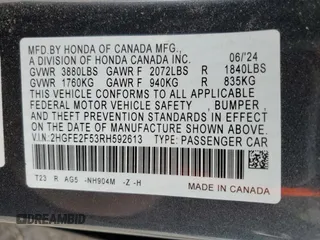 MFD.BY HONDA OF CANADA MFG.,
A DIVISION OF HONDA CANADA INC. 06/'24
GVWR 3880LBS GAWR F 2072LBS R 1840LBS
GVWR 1760KG GAWR F 940KG R 835KG
THIS VEHICLE CONFORMS TO ALL APPLICABLE
FEDERAL MOTOR VEHICLE SAFETY , BUMPER ,
AND THEFT PREVENTION STANDARDS IN EFFECT
ON THE DATE OF MANUFACTURE SHOWN ABOVE.
V.I.N:2HGFE2F53RH592613 TYPE: PASSENGER CAR
T23 R AG5 -NH904M -Z -H
MADE IN CANADA
DREAMBID